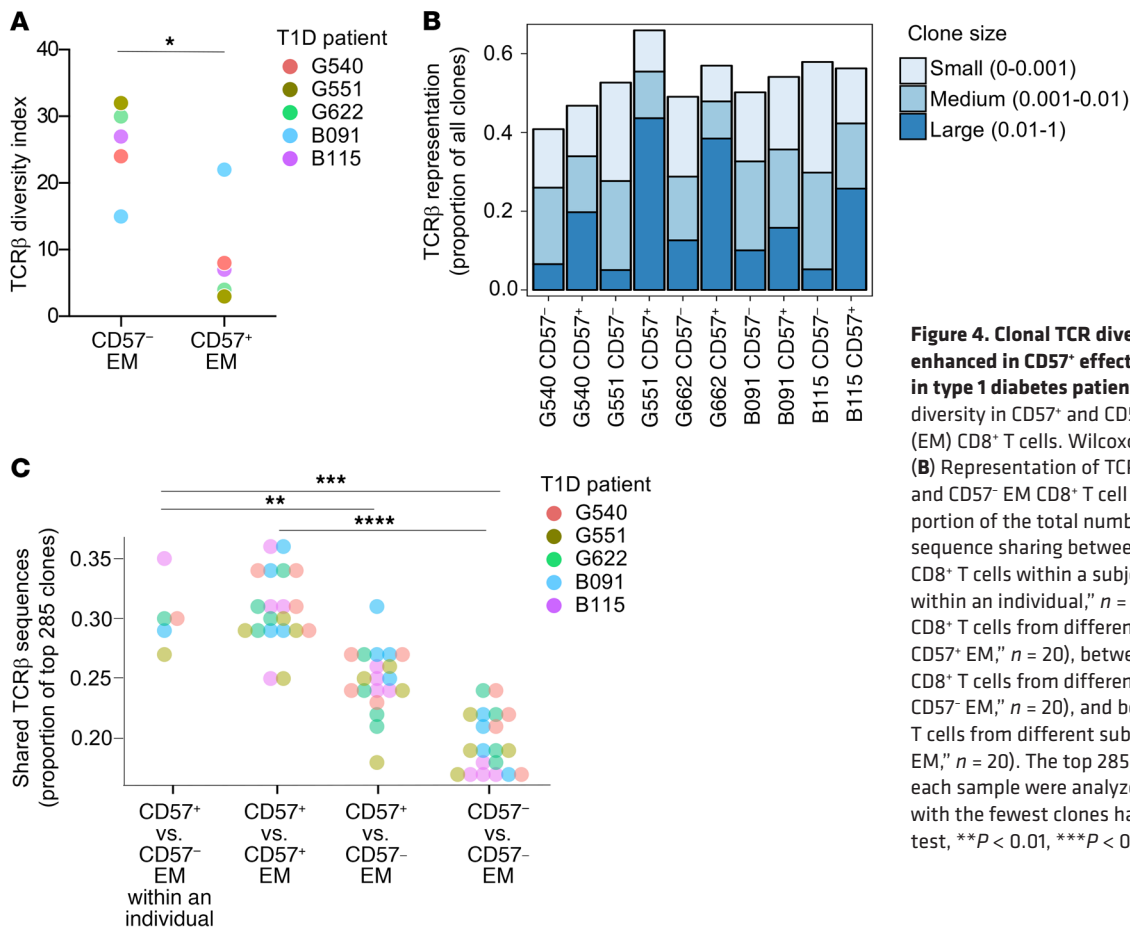 A
*
TCRβ diversity index
40
30
20
10
0
CD57⁻
EM
CD57⁺
EM
T1D patient
G540
G551
G622
B091
B115
B
TCRβ representation
(proportion of all clones)
0.6
0.4
0.2
0.0
G540 CD57⁻
G540 CD57⁺
G551 CD57⁻
G551 CD57⁺
G662 CD57⁻
G662 CD57⁺
B091 CD57⁻
B091 CD57⁺
B115 CD57⁻
B115 CD57⁺
Clone size
Small (0-0.001)
Medium (0.001-0.01)
Large (0.01-1)
C
***
**
****
Shared TCRβ sequences
(proportion of top 285 clones)
0.35
0.30
0.25
0.20
CD57⁺
vs.
CD57⁻
EM
within an
individual
CD57⁺
vs.
CD57⁺
EM
CD57⁺
vs.
CD57⁻
EM
CD57⁻
vs.
CD57⁻
EM
T1D patient
G540
G551
G622
B091
B115
Figure 4. Clonal TCR dive
enhanced in CD57⁺ effect
in type 1 diabetes patien
diversity in CD57⁺ and CD5
(EM) CD8⁺ T cells. Wilcoxo
(B) Representation of TCR
and CD57⁻ EM CD8⁺ T cell
portion of the total numb
sequence sharing betwee
CD8⁺ T cells within a subje
within an individual,” n =
CD8⁺ T cells from differen
CD57⁺ EM,” n = 20), betwe
CD8⁺ T cells from differen
CD57⁻ EM,” n = 20), and be
T cells from different sub
EM,” n = 20). The top 285
each sample were analyze
with the fewest clones ha
test, **P < 0.01, ***P < 0